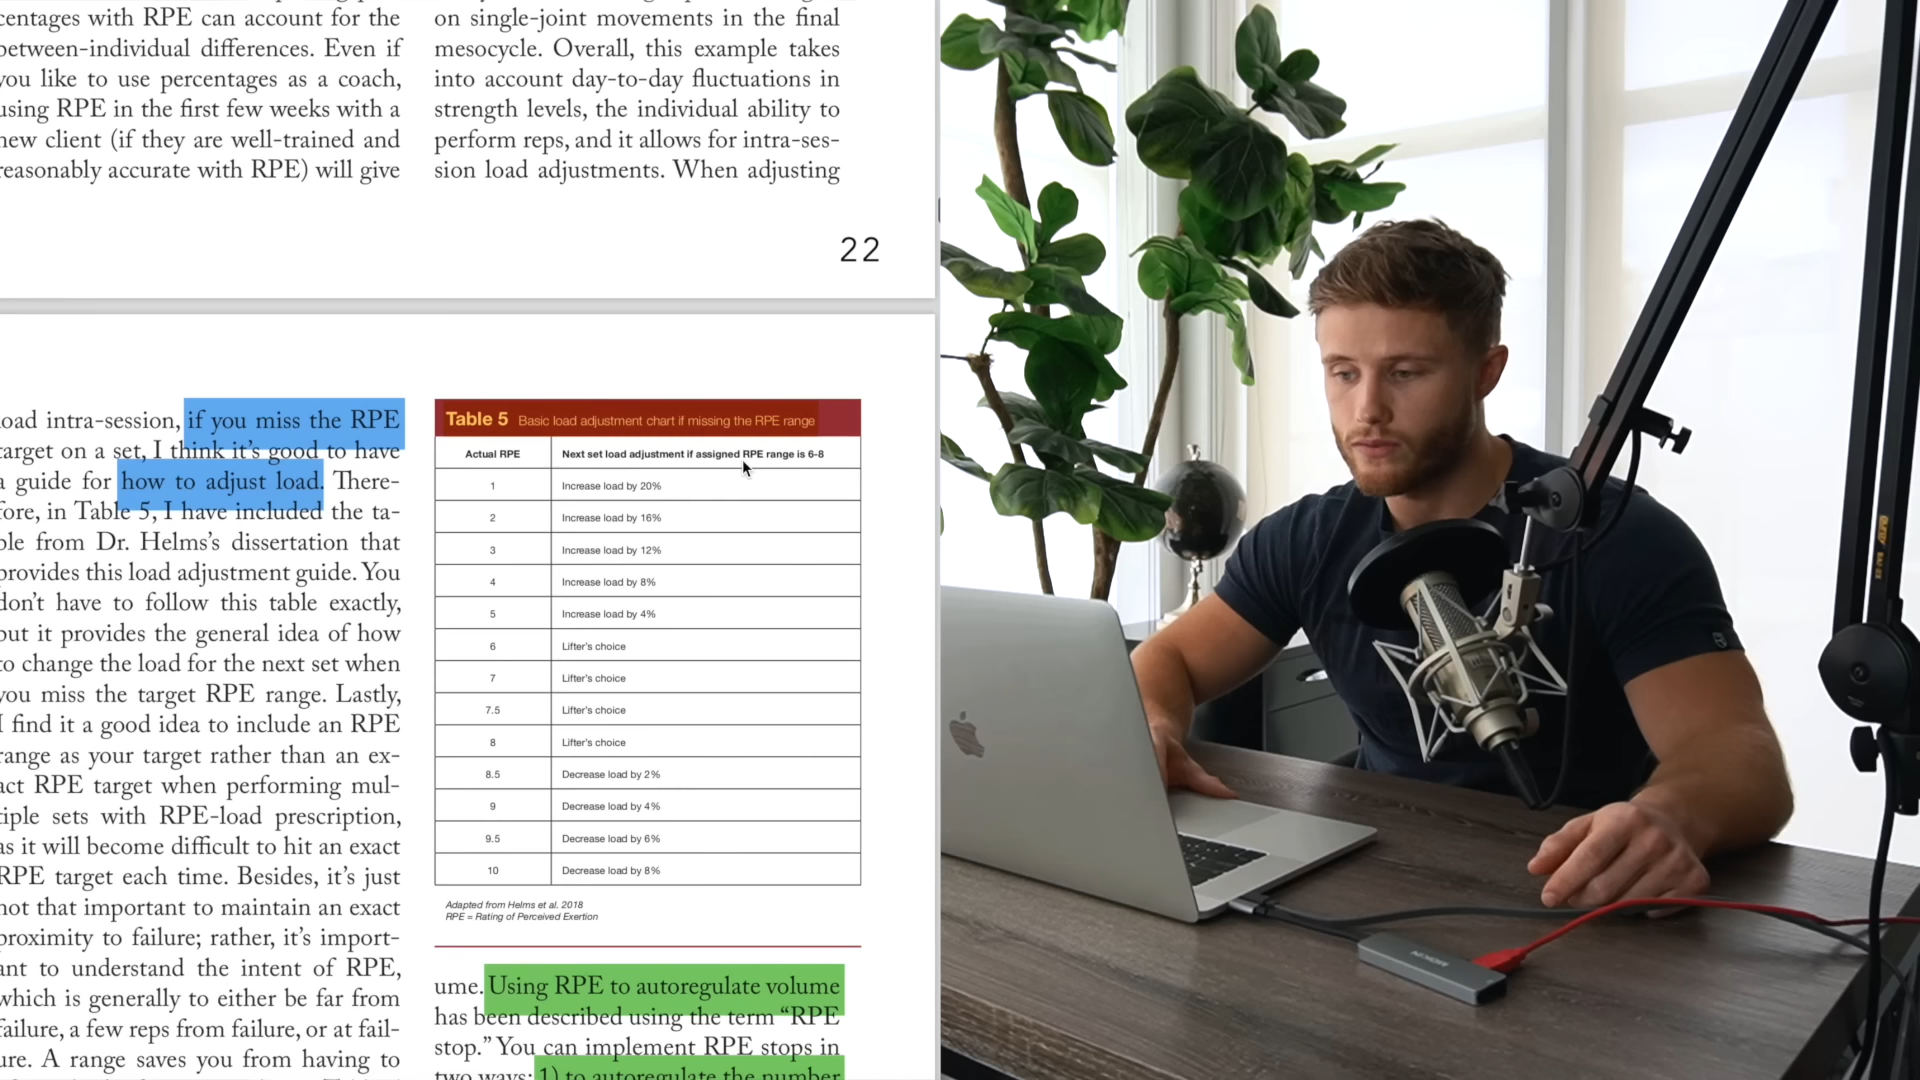 centages with RPE can account for the
between-individual differences. Even if
you like to use percentages as a coach,
using RPE in the first few weeks with a
new client (if they are well-trained and
reasonably accurate with RPE) will give
on single-joint movements in the final
mesocycle. Overall, this example takes
into account day-to-day fluctuations in
strength levels, the individual ability to
perform reps, and it allows for intra-ses-
sion load adjustments. When adjusting
22
load intra-session, if you miss the RPE
target on a set, I think it's good to have
a guide for how to adjust load. There-
fore, in Table 5, I have included the ta-
ble from Dr. Helms's dissertation that
provides this load adjustment guide. You
don't have to follow this table exactly,
but it provides the general idea of how
to change the load for the next set when
you miss the target RPE range. Lastly,
I find it a good idea to include an RPE
range as your target rather than an ex-
act RPE target when performing mul-
tiple sets with RPE-load prescription,
as it will become difficult to hit an exact
RPE target each time. Besides, it's just
not that important to maintain an exact
proximity to failure; rather, it's import-
ant to understand the intent of RPE,
which is generally to either be far from
failure, a few reps from failure, or at fail-
ure. A range saves you from having to
Table 5 Basic load adjustment chart if missing the RPE range
Actual RPE Next set load adjustment if assigned RPE range is 6-8
1 Increase load by 20%
2 Increase load by 16%
3 Increase load by 12%
4 Increase load by 8%
5 Increase load by 4%
6 Lifter's choice
7 Lifter's choice
7.5 Lifter's choice
8 Lifter's choice
8.5 Decrease load by 2%
9 Decrease load by 4%
9.5 Decrease load by 6%
10 Decrease load by 8%
Adapted from Helms et al. 2018
RPE = Rating of Perceived Exertion
ume. Using RPE to autoregulate volume
has been described using the term “RPE
stop.” You can implement RPE stops in
two ways: 1) to autoregulate the number